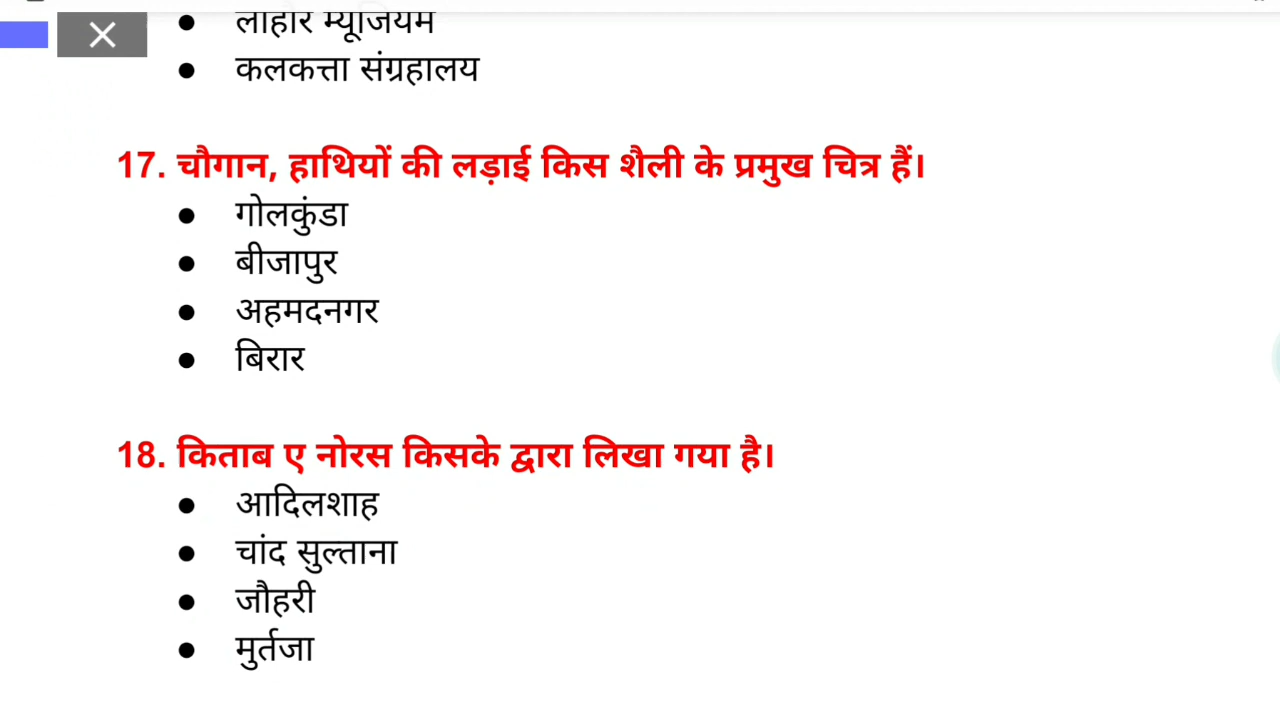 लाहौर म्यूजियम
● कलकत्ता संग्रहालय
17. चौगान, हाथियों की लड़ाई किस शैली के प्रमुख चित्र हैं।
● गोलकुंडा
● बीजापुर
● अहमदनगर
● बिरार
18. किताब ए नोरस किसके द्वारा लिखा गया है।
● आदिलशाह
● चांद सुल्ताना
● जौहरी
● मुर्तजा